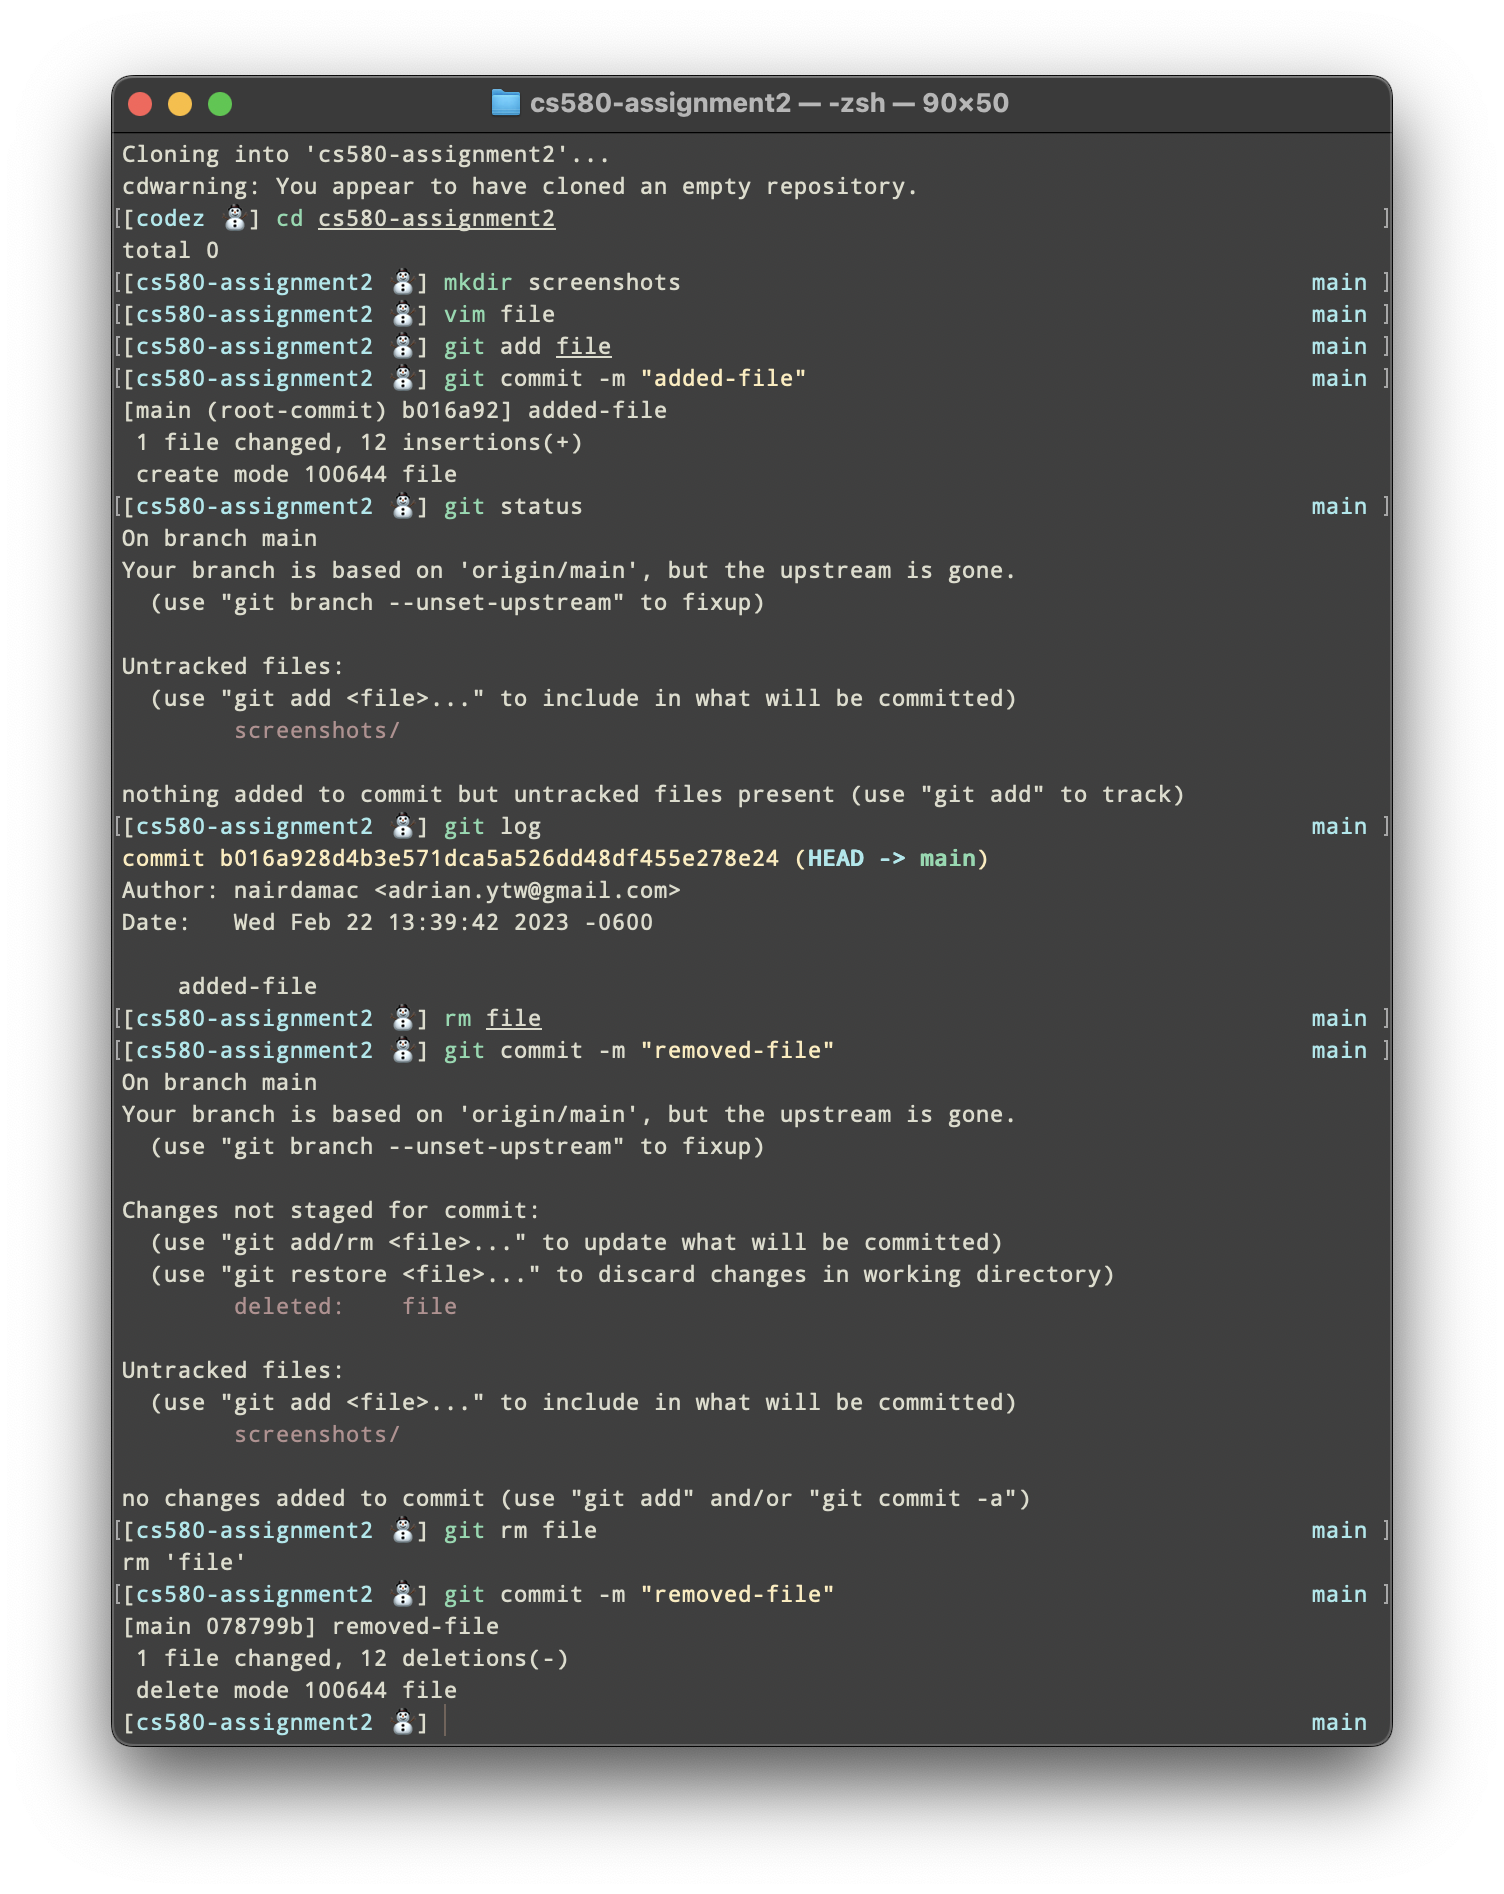 cs580-assignment2 — -zsh — 90×50
Cloning into 'cs580-assignment2'...
cdwarning: You appear to have cloned an empty repository.
[[codez ☃️] cd cs580-assignment2 ]
total 0
[[cs580-assignment2 ☃️] mkdir screenshots main ]
[[cs580-assignment2 ☃️] vim file main ]
[[cs580-assignment2 ☃️] git add file main ]
[[cs580-assignment2 ☃️] git commit -m "added-file" main ]
[main (root-commit) b016a92] added-file
 1 file changed, 12 insertions(+)
 create mode 100644 file
[[cs580-assignment2 ☃️] git status main ]
On branch main
Your branch is based on 'origin/main', but the upstream is gone.
  (use "git branch --unset-upstream" to fixup)
Untracked files:
  (use "git add <file>..." to include in what will be committed)
        screenshots/
nothing added to commit but untracked files present (use "git add" to track)
[[cs580-assignment2 ☃️] git log main ]
commit b016a928d4b3e571dca5a526dd48df455e278e24 (HEAD -> main)
Author: nairdamac <adrian.ytw@gmail.com>
Date:   Wed Feb 22 13:39:42 2023 -0600
    added-file
[[cs580-assignment2 ☃️] rm file main ]
[[cs580-assignment2 ☃️] git commit -m "removed-file" main ]
On branch main
Your branch is based on 'origin/main', but the upstream is gone.
  (use "git branch --unset-upstream" to fixup)
Changes not staged for commit:
  (use "git add/rm <file>..." to update what will be committed)
  (use "git restore <file>..." to discard changes in working directory)
        deleted:    file
Untracked files:
  (use "git add <file>..." to include in what will be committed)
        screenshots/
no changes added to commit (use "git add" and/or "git commit -a")
[[cs580-assignment2 ☃️] git rm file main ]
rm 'file'
[[cs580-assignment2 ☃️] git commit -m "removed-file" main ]
[main 078799b] removed-file
 1 file changed, 12 deletions(-)
 delete mode 100644 file
[cs580-assignment2 ☃️] main